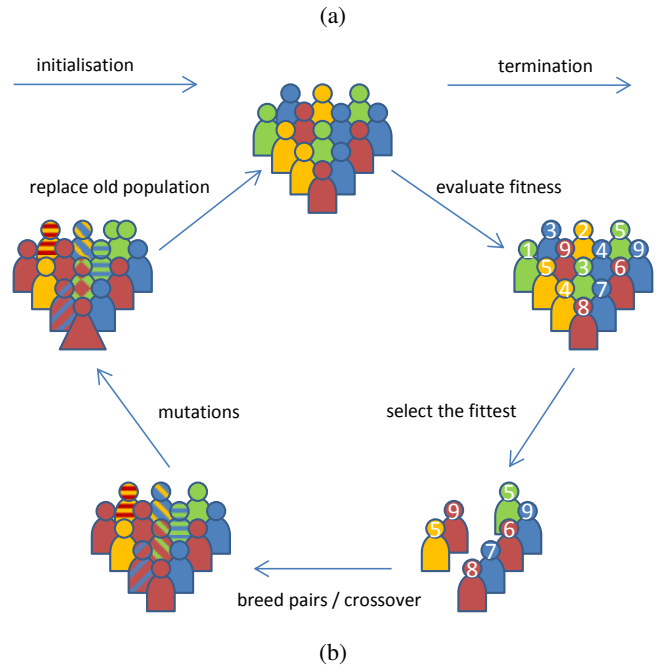 (a)
initialisation
termination
replace old population
evaluate fitness
3 2 5
1 9 4 9
5 3 6
4 7
8
mutations
select the fittest
5
9 9
5 6
7
8
breed pairs / crossover
(b)